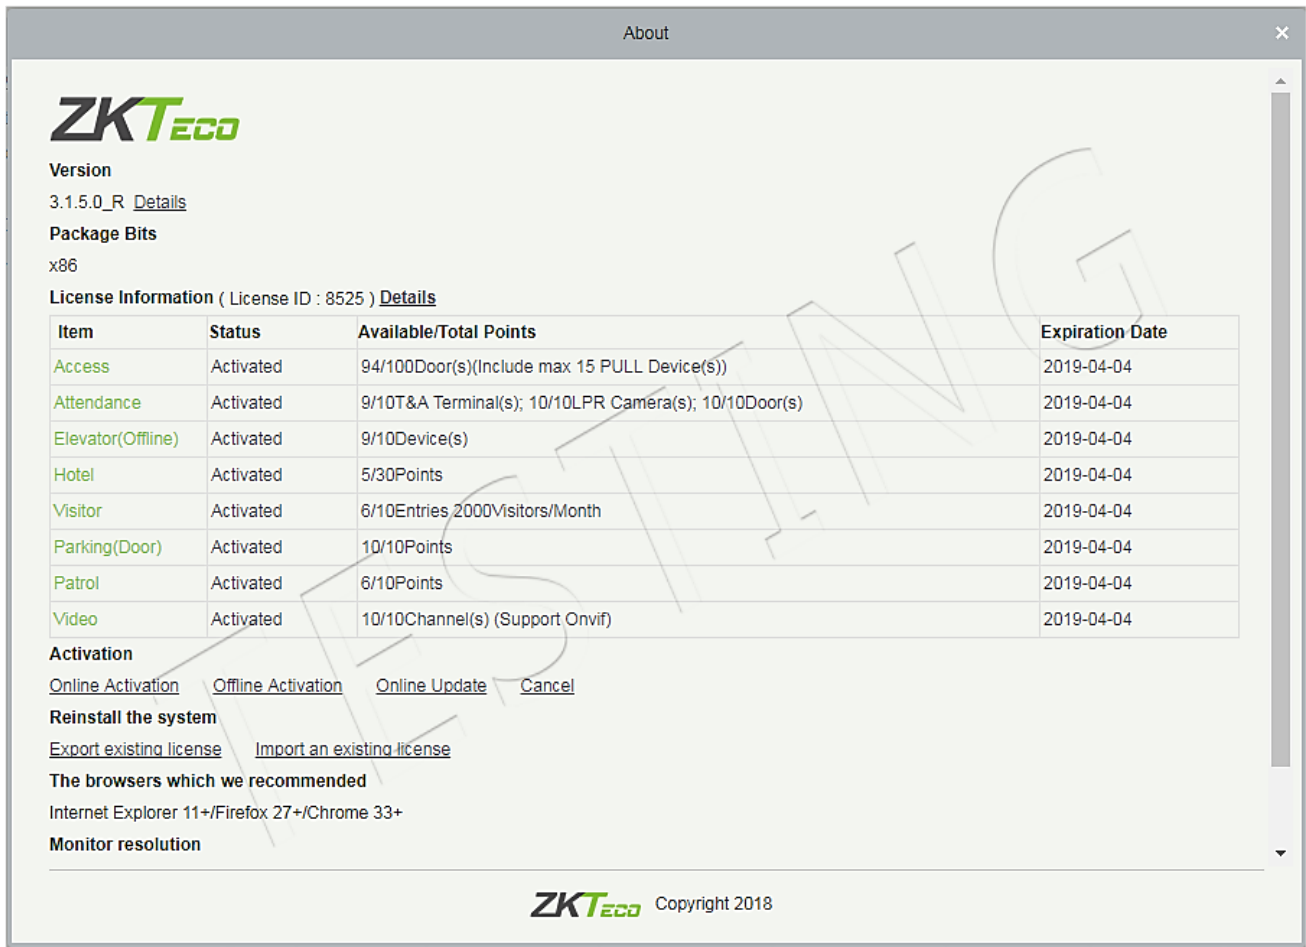 About
ZKTECO
Version
3.1.5.0_R Details
Package Bits
x86
License Information ( License ID : 8525 ) Details
Item Status Available/Total Points Expiration Date
Access Activated 94/100Door(s)(Include max 15 PULL Device(s)) 2019-04-04
Attendance Activated 9/10T&A Terminal(s); 10/10LPR Camera(s); 10/10Door(s) 2019-04-04
Elevator(Offline) Activated 9/10Device(s) 2019-04-04
Hotel Activated 5/30Points 2019-04-04
Visitor Activated 6/10Entries 2000Visitors/Month 2019-04-04
Parking(Door) Activated 10/10Points 2019-04-04
Patrol Activated 6/10Points 2019-04-04
Video Activated 10/10Channel(s) (Support Onvif) 2019-04-04
TESTING
Activation
Online Activation Offline Activation Online Update Cancel
Reinstall the system
Export existing license Import an existing license
The browsers which we recommended
Internet Explorer 11+/Firefox 27+/Chrome 33+
Monitor resolution
ZKTECO Copyright 2018